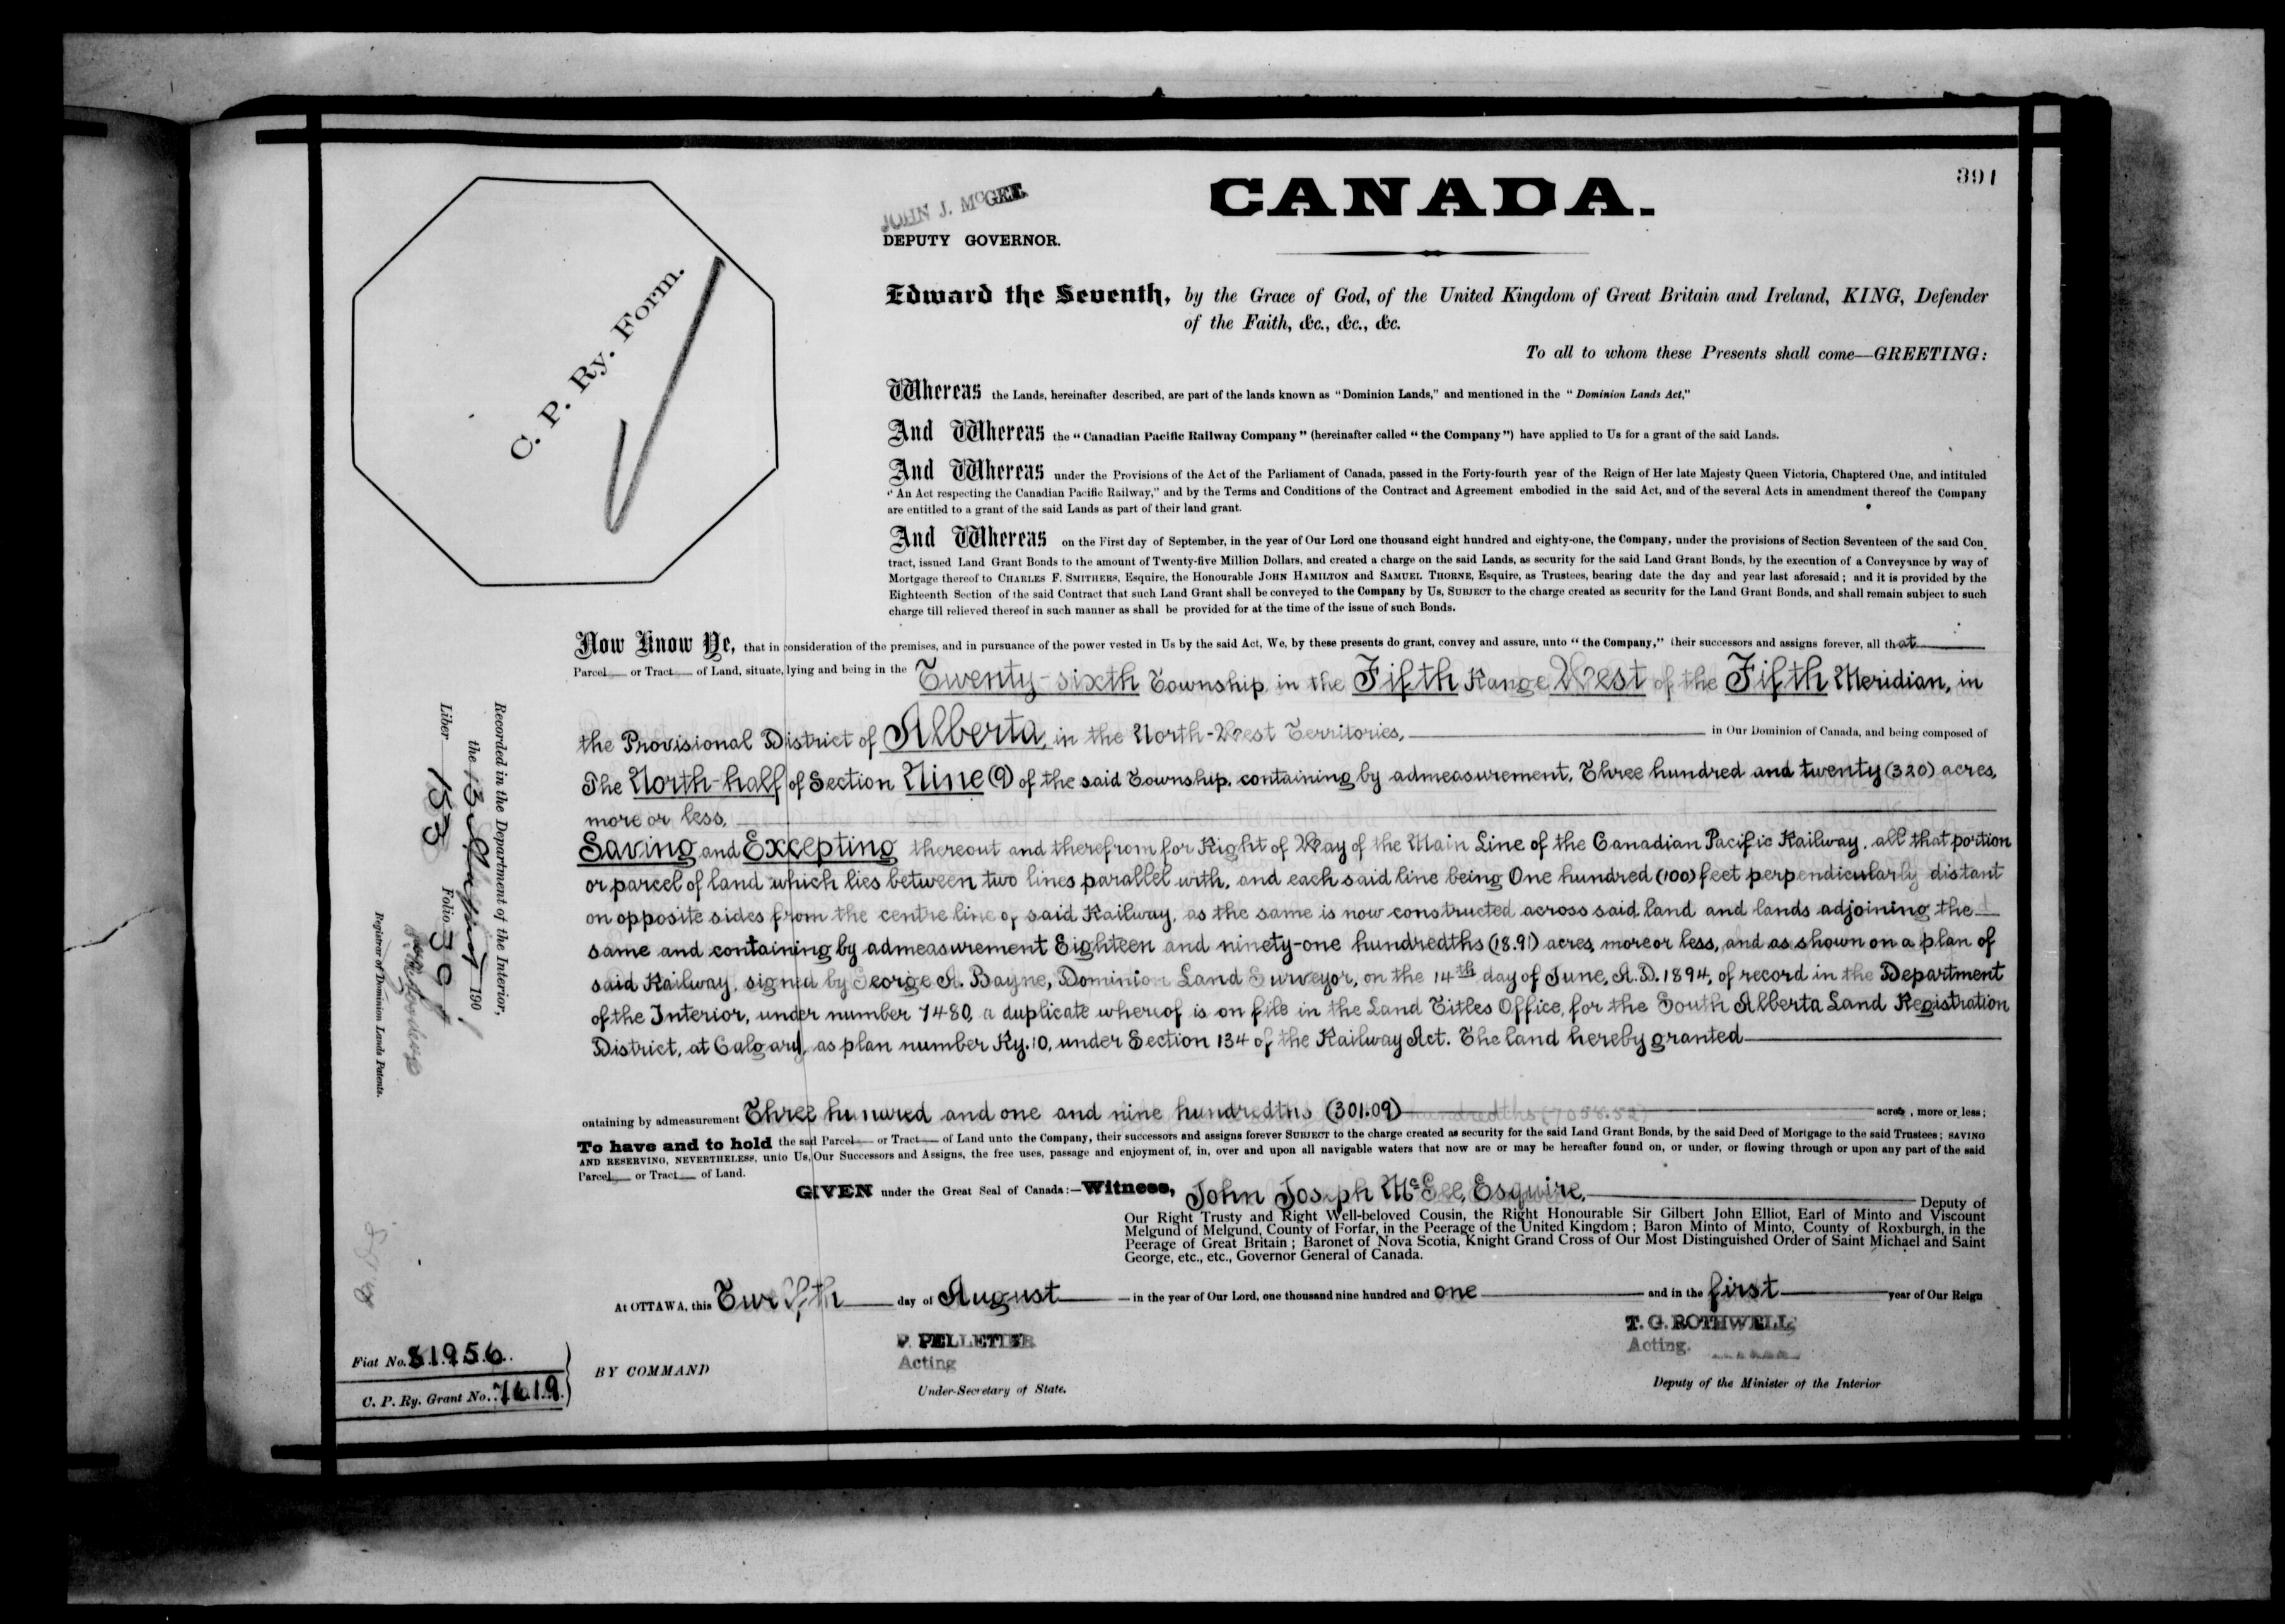 391
CANADA.
JOHN J. McGEE
DEPUTY GOVERNOR.
C. P. Ry. Form.
Edward the Seventh, by the Grace of God, of the United Kingdom of Great Britain and Ireland, KING, Defender
of the Faith, &c., &c., &c.
To all to whom these Presents shall come—GREETING:
Whereas the Lands, hereinafter described, are part of the lands known as "Dominion Lands," and mentioned in the "Dominion Lands Act,"
And Whereas the "Canadian Pacific Railway Company" (hereinafter called "the Company") have applied to Us for a grant of the said Lands.
And Whereas under the Provisions of the Act of the Parliament of Canada, passed in the Forty-fourth year of the Reign of Her late Majesty Queen Victoria, Chaptered One, and intituled
"An Act respecting the Canadian Pacific Railway," and by the Terms and Conditions of the Contract and Agreement embodied in the said Act, and of the several Acts in amendment thereof the Company
are entitled to a grant of the said Lands as part of their land grant.
And Whereas on the First day of September, in the year of Our Lord one thousand eight hundred and eighty-one, the Company, under the provisions of Section Seventeen of the said Con-
tract, issued Land Grant Bonds to the amount of Twenty-five Million Dollars, and created a charge on the said Lands, as security for the said Land Grant Bonds, by the execution of a Conveyance by way of
Mortgage thereof to CHARLES F. SMITHERS, Esquire, the Honourable JOHN HAMILTON and SAMUEL THORNE, Esquire, as Trustees, bearing date the day and year last aforesaid; and it is provided by the
Eighteenth Section of the said Contract that such Land Grant shall be conveyed to the Company by Us, SUBJECT to the charge created as security for the Land Grant Bonds, and shall remain subject to such
charge till relieved thereof in such manner as shall be provided for at the time of the issue of such Bonds.
Now Know Ye, that in consideration of the premises, and in pursuance of the power vested in Us by the said Act, We, by these presents do grant, convey and assure, unto "the Company," their successors and assigns forever, all that
Parcel or Tract of Land, situate, lying and being in the Twenty-sixth Township, in the Fifth Range West of the Fifth Meridian, in
the Provisional District of Alberta, in the North-West Territories, in Our Dominion of Canada, and being composed of
The North-half of Section Nine (9) of the said Township, containing by admeasurement, Three hundred and twenty (320) acres,
more or less.
Saving and Excepting thereout and therefrom for Right of Way of the Main Line of the Canadian Pacific Railway, all that portion
or parcel of land which lies between two lines parallel with, and each said line being One hundred (100) feet perpendicularly distant
on opposite sides from the centre line of said Railway, as the same is now constructed across said land and lands adjoining the
same and containing by admeasurement Eighteen and ninety-one hundredths (18.91) acres, more or less, and as shown on a plan of
said Railway, signed by George A. Bayne, Dominion Land Surveyor, on the 14th day of June, A.D. 1894, of record in the Department
of the Interior, under number 7480, a duplicate whereof is on file in the Land Titles Office, for the South Alberta Land Registration
District, at Calgary, as plan number Ry. 10, under Section 134 of the Railway Act. The land hereby granted
ontaining by admeasurement Three hundred and one and nine hundredths (301.09) acres, more or less;
To have and to hold the said Parcel or Tract of Land unto the Company, their successors and assigns forever SUBJECT to the charge created as security for the said Land Grant Bonds, by the said Deed of Mortgage to the said Trustees; SAVING
AND RESERVING, NEVERTHELESS, unto Us, Our Successors and Assigns, the free uses, passage and enjoyment of, in, over and upon all navigable waters that now are or may be hereafter found on, or under, or flowing through or upon any part of the said
Parcel or Tract of Land.
GIVEN under the Great Seal of Canada:—Witness, John Joseph McGee, Esquire, Deputy of
Our Right Trusty and Right Well-beloved Cousin, the Right Honourable Sir Gilbert John Elliot, Earl of Minto and Viscount
Melgund of Melgund, County of Forfar, in the Peerage of the United Kingdom; Baron Minto of Minto, County of Roxburgh, in the
Peerage of Great Britain; Baronet of Nova Scotia, Knight Grand Cross of Our Most Distinguished Order of Saint Michael and Saint
George, etc., etc., Governor General of Canada.
At OTTAWA, this Twelfth day of August in the year of Our Lord, one thousand nine hundred and one and in the first year of Our Reign
P. PELLETIER
Acting
Under-Secretary of State.
T. G. ROTHWELL
Acting.
Deputy of the Minister of the Interior
BY COMMAND
Fiat No. 81956
C. P. Ry. Grant No. 7619
Recorded in the Department of the Interior,
the 13 August 1901
Liber 153 Folio 391
Registrar of Dominion Lands Patents.